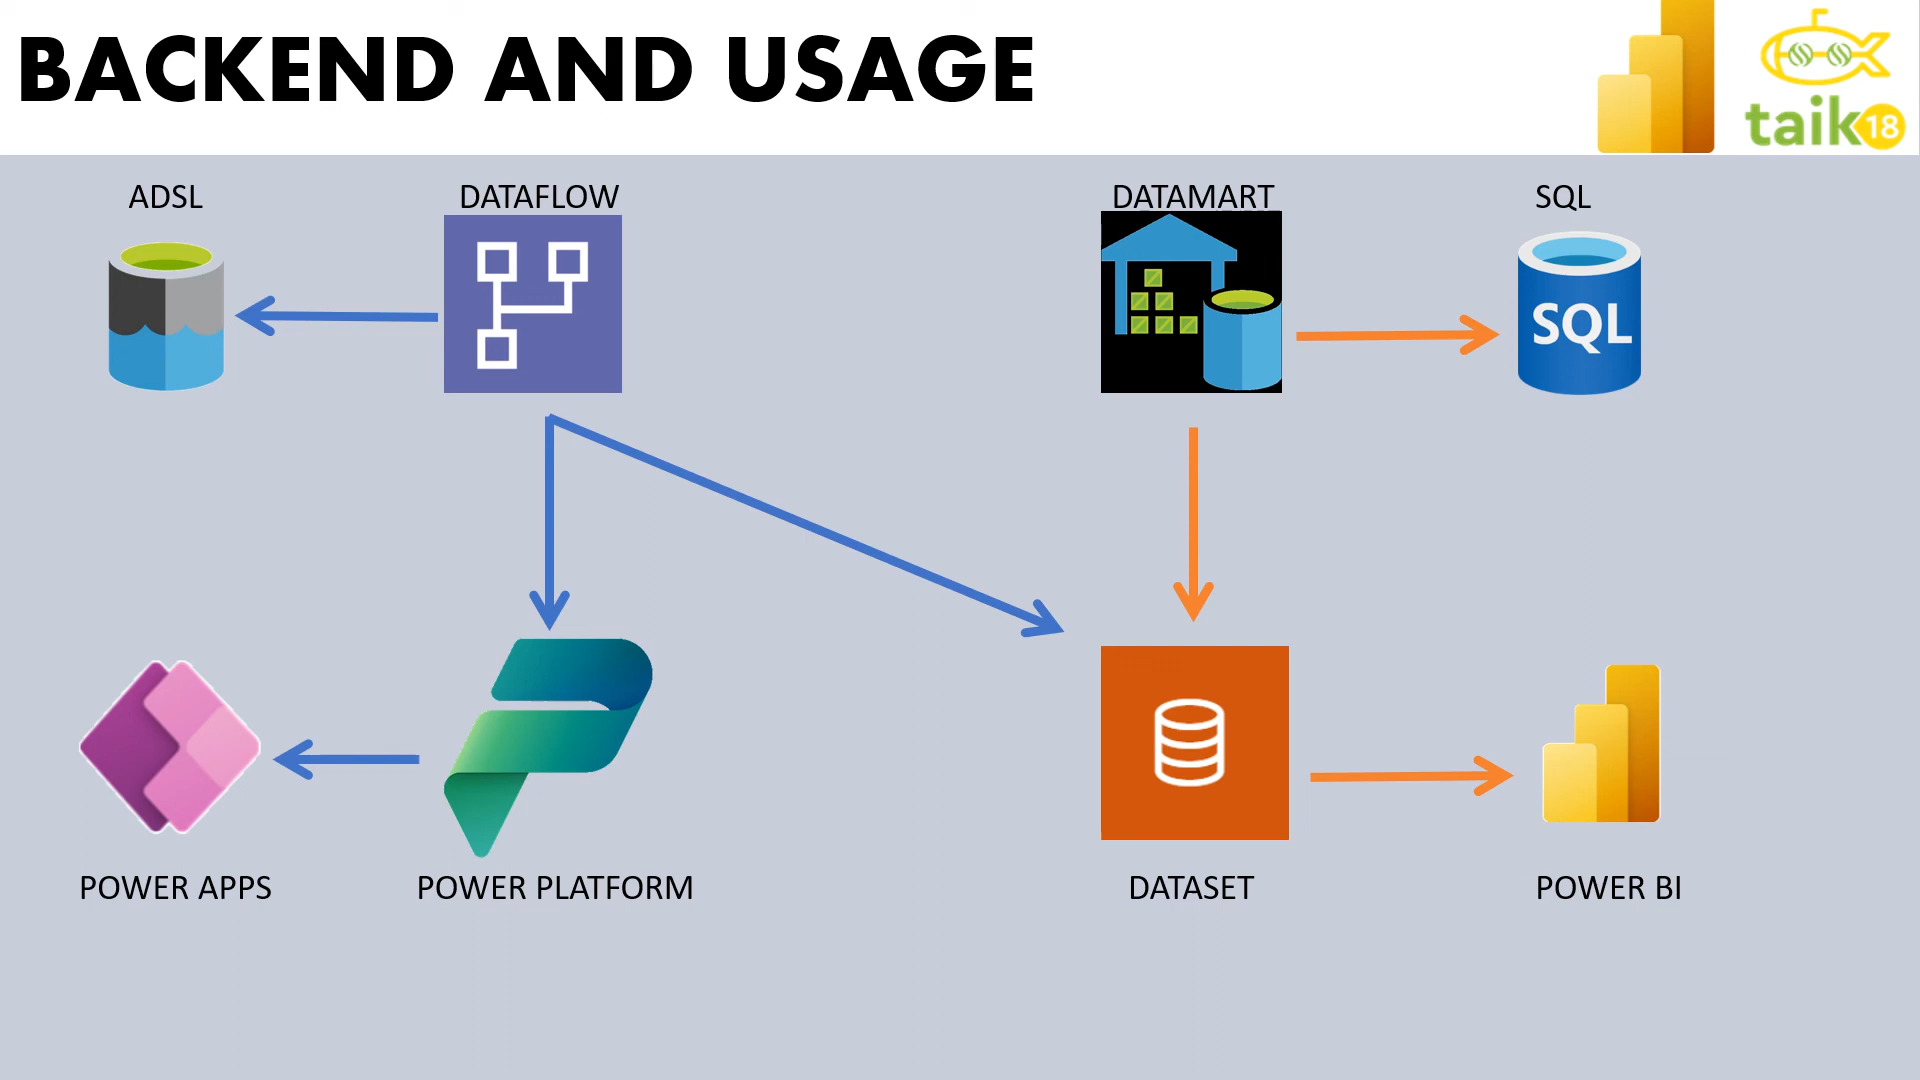 BACKEND AND USAGE
taik18
ADSL
DATAFLOW
DATAMART
SQL
SQL
POWER APPS
POWER PLATFORM
DATASET
POWER BI